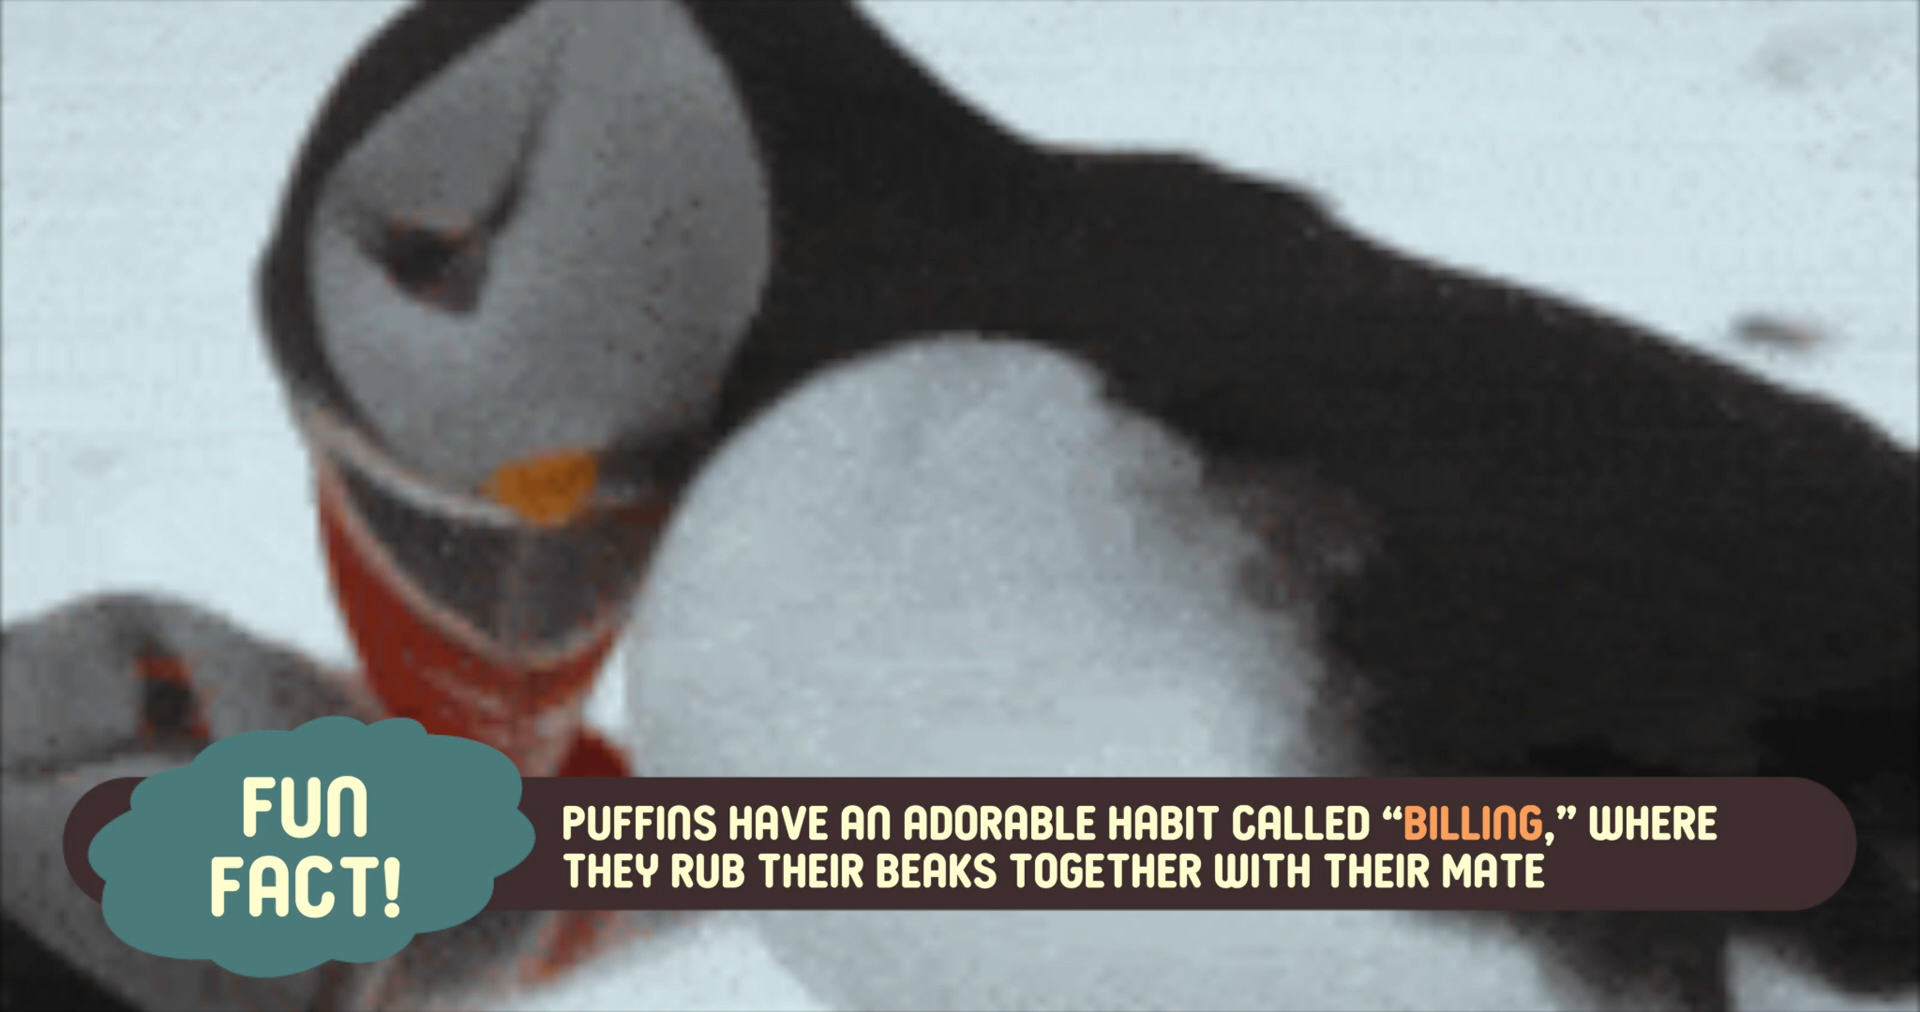 FUN
FACT!
PUFFINS HAVE AN ADORABLE HABIT CALLED “BILLING,” WHERE
THEY RUB THEIR BEAKS TOGETHER WITH THEIR MATE